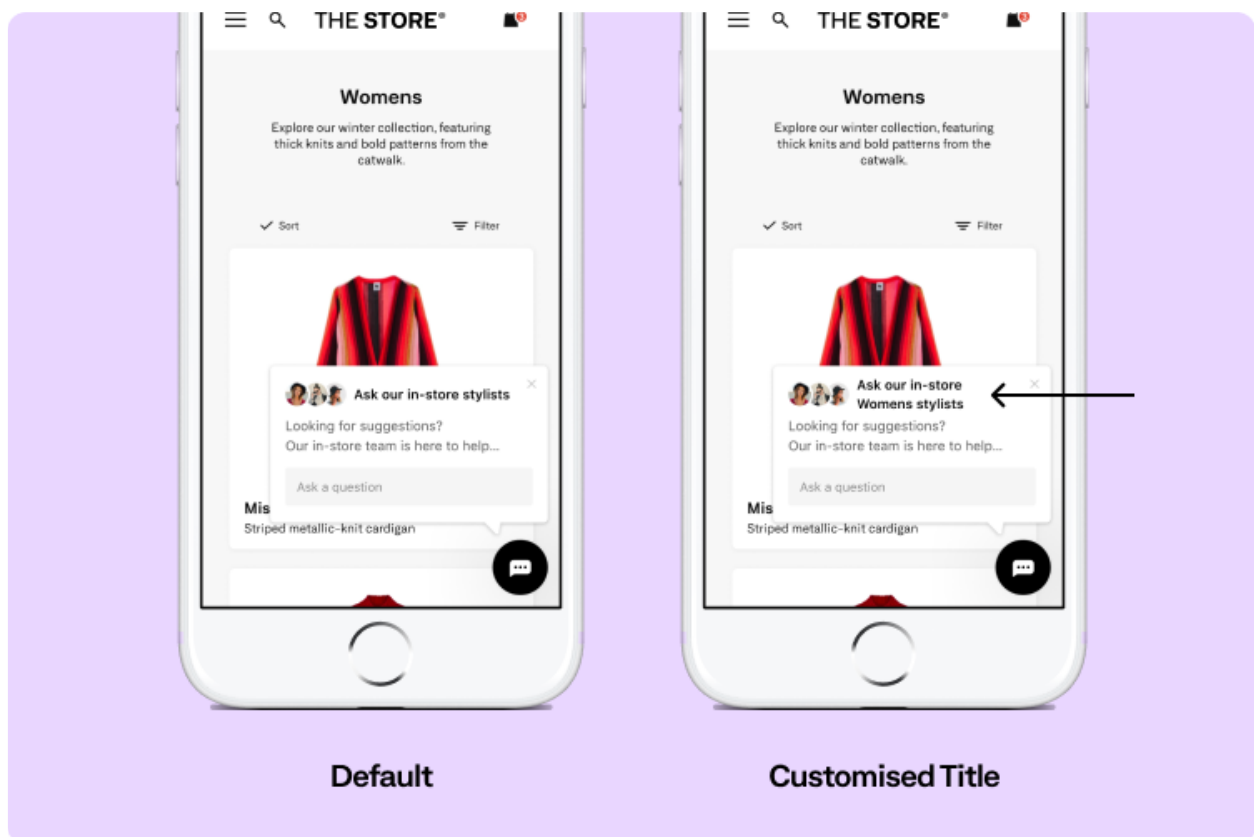 THE STORE®
3
Womens
Explore our winter collection, featuring
thick knits and bold patterns from the
catwalk.
Sort
Filter
Ask our in-store stylists
Looking for suggestions?
Our in-store team is here to help...
Ask a question
Mis
Striped metallic-knit cardigan
Default
THE STORE®
3
Womens
Explore our winter collection, featuring
thick knits and bold patterns from the
catwalk.
Sort
Filter
Ask our in-store
Womens stylists
Looking for suggestions?
Our in-store team is here to help...
Ask a question
Mis
Striped metallic-knit cardigan
Customised Title